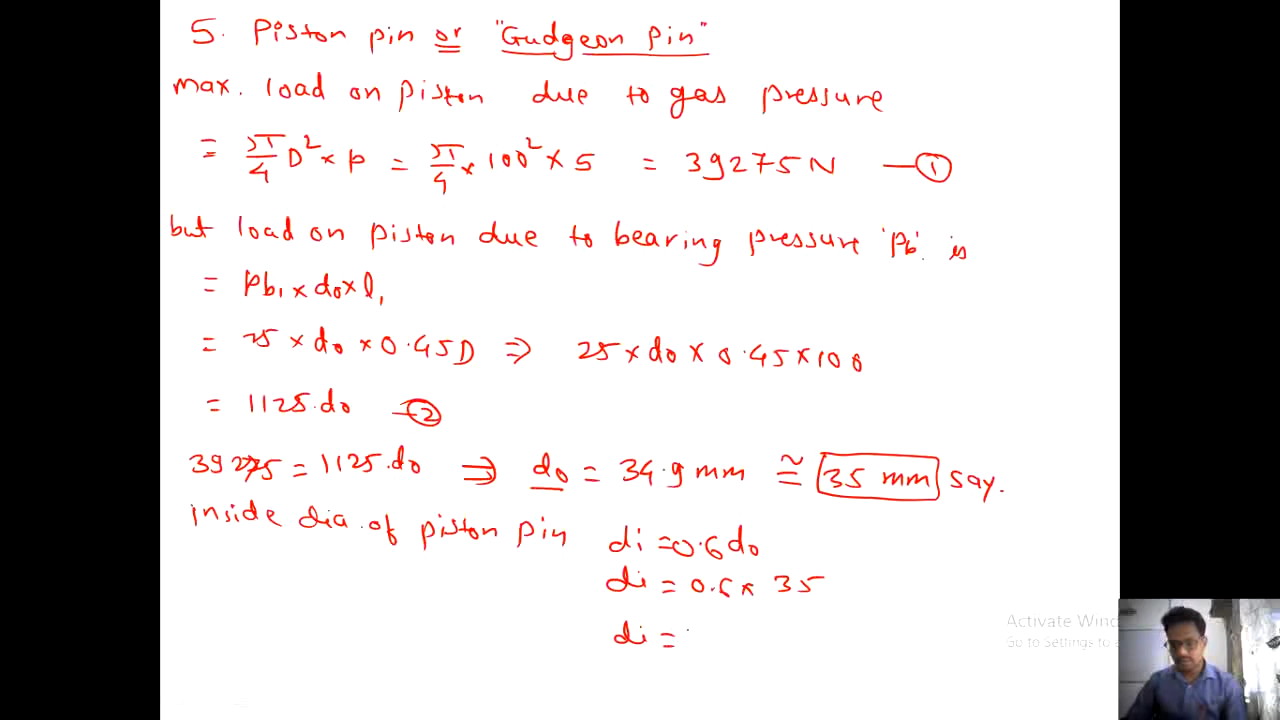 5. Piston pin or "Gudgeon pin"
max. load on piston due to gas pressure
= π/4 D² × p = π/4 × 100² × 5 = 39275 N —①
but load on piston due to bearing pressure 'Pb' is
= Pb₁ × do × l₁
= 25 × do × 0.45D ⇒ 25 × do × 0.45 × 100
= 1125.do —②
39275 = 1125.do ⇒ do = 34.9 mm ≅ 35 mm say.
inside dia. of piston pin di = 0.6do
di = 0.6 × 35
di =
Activate Wind
Go to Settings to a